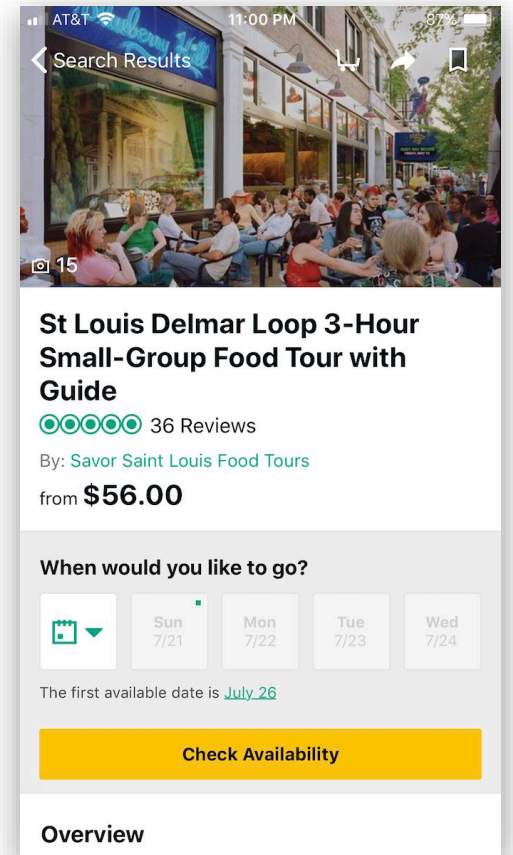 AT&T 11:00 PM 87%
Blueberry Hill
Search Results
15
St Louis Delmar Loop 3-Hour
Small-Group Food Tour with
Guide
36 Reviews
By: Savor Saint Louis Food Tours
from $56.00
When would you like to go?
Sun Mon Tue Wed
7/21 7/22 7/23 7/24
The first available date is July 26
Check Availability
Overview